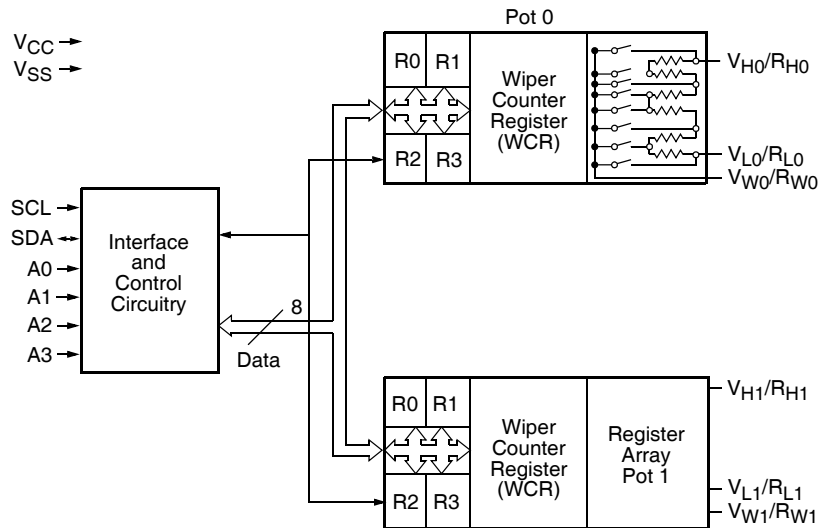 Pot 0
VCC
VSS
R0 R1
R2 R3
Wiper
Counter
Register
(WCR)
VH0/RH0
VL0/RL0
VW0/RW0
SCL
SDA
A0
A1
A2
A3
Interface
and
Control
Circuitry
8
Data
R0 R1
R2 R3
Wiper
Counter
Register
(WCR)
Register
Array
Pot 1
VH1/RH1
VL1/RL1
VW1/RW1